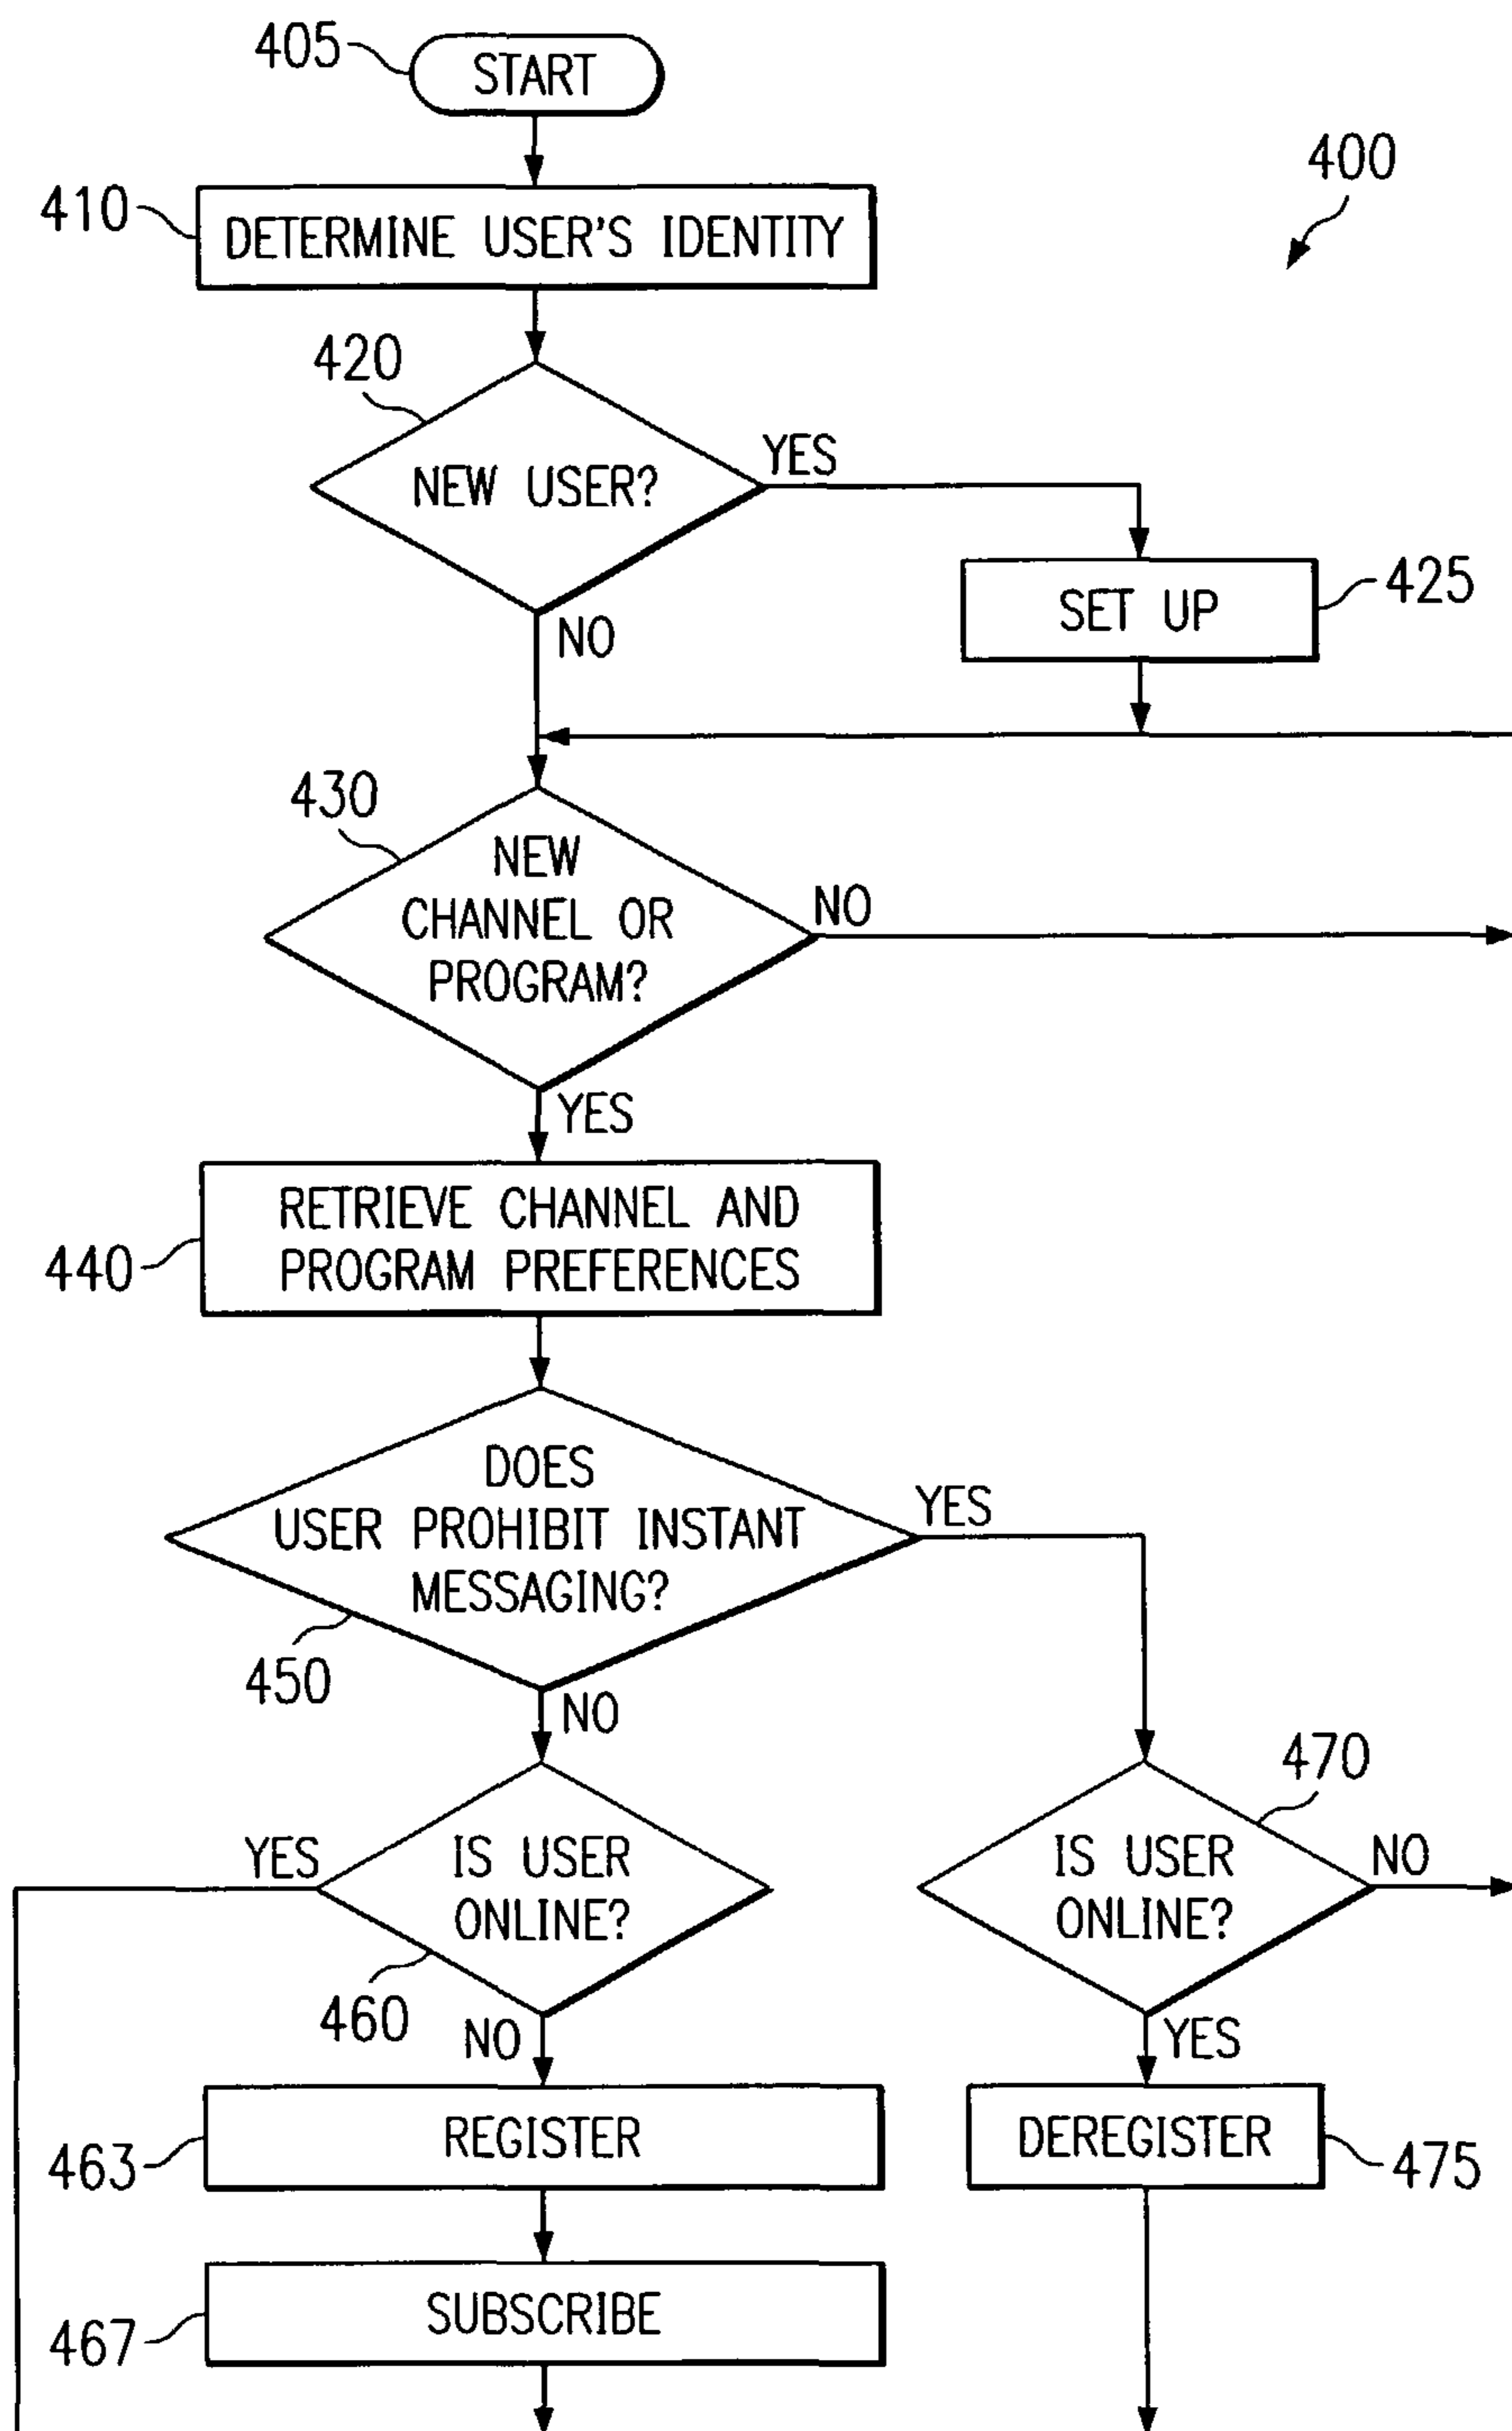 405
START
400
410
DETERMINE USER'S IDENTITY
420
NEW USER?
YES
NO
SET UP
425
430
NEW
CHANNEL OR
PROGRAM?
NO
YES
440
RETRIEVE CHANNEL AND
PROGRAM PREFERENCES
DOES
USER PROHIBIT INSTANT
MESSAGING?
YES
450
NO
470
YES
IS USER
ONLINE?
460
NO
IS USER
ONLINE?
NO
YES
463
REGISTER
DEREGISTER
475
467
SUBSCRIBE